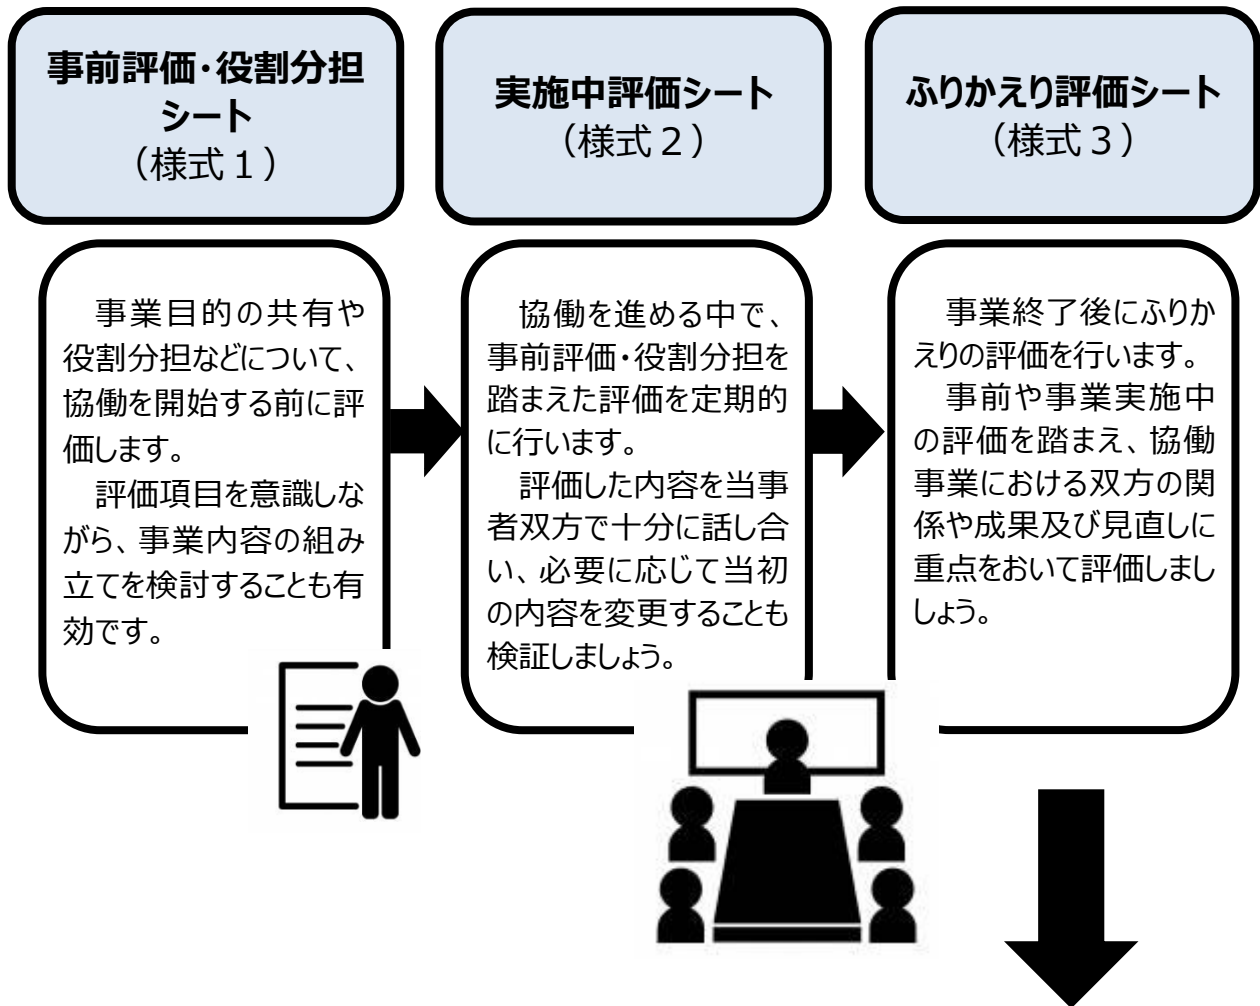 事前評価・役割分担
シート
（様式１）
実施中評価シート
（様式２）
ふりかえり評価シート
（様式３）
事業目的の共有や
役割分担などについて、
協働を開始する前に評
価します。
評価項目を意識しな
がら、事業内容の組み
立てを検討することも有
効です。
協働を進める中で、
事前評価・役割分担を
踏まえた評価を定期的
に行います。
評価した内容を当事
者双方で十分に話し合
い、必要に応じて当初
の内容を変更することも
検証しましょう。
事業終了後にふりか
えりの評価を行います。
事前や事業実施中
の評価を踏まえ、協働
事業における双方の関
係や成果及び見直しに
重点をおいて評価しまし
しょう。